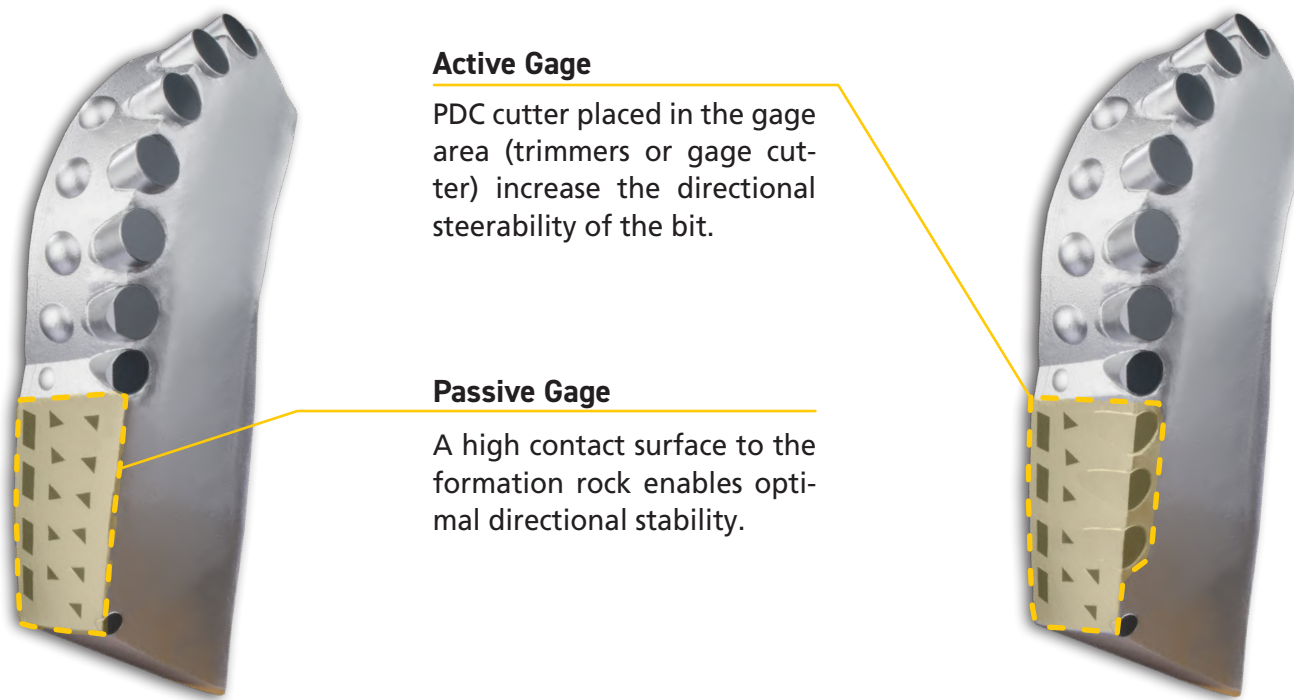 Active Gage
PDC cutter placed in the gage
area (trimmers or gage cut-
ter) increase the directional
steerability of the bit.
Passive Gage
A high contact surface to the
formation rock enables opti-
mal directional stability.